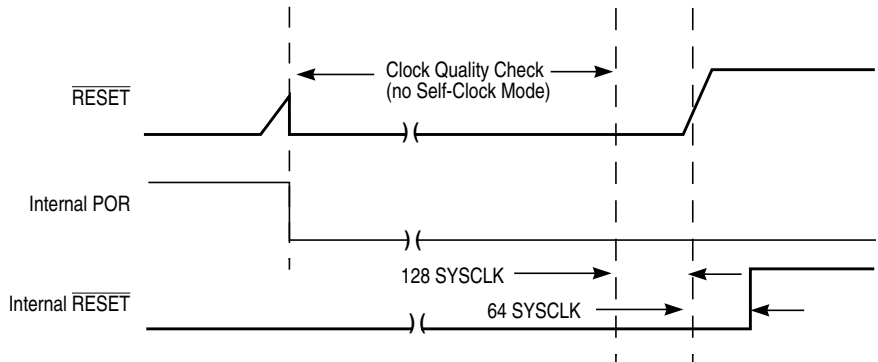 Clock Quality Check
(no Self-Clock Mode)
RESET
) (
Internal POR
) (
128 SYSCLK
Internal RESET
64 SYSCLK
) (